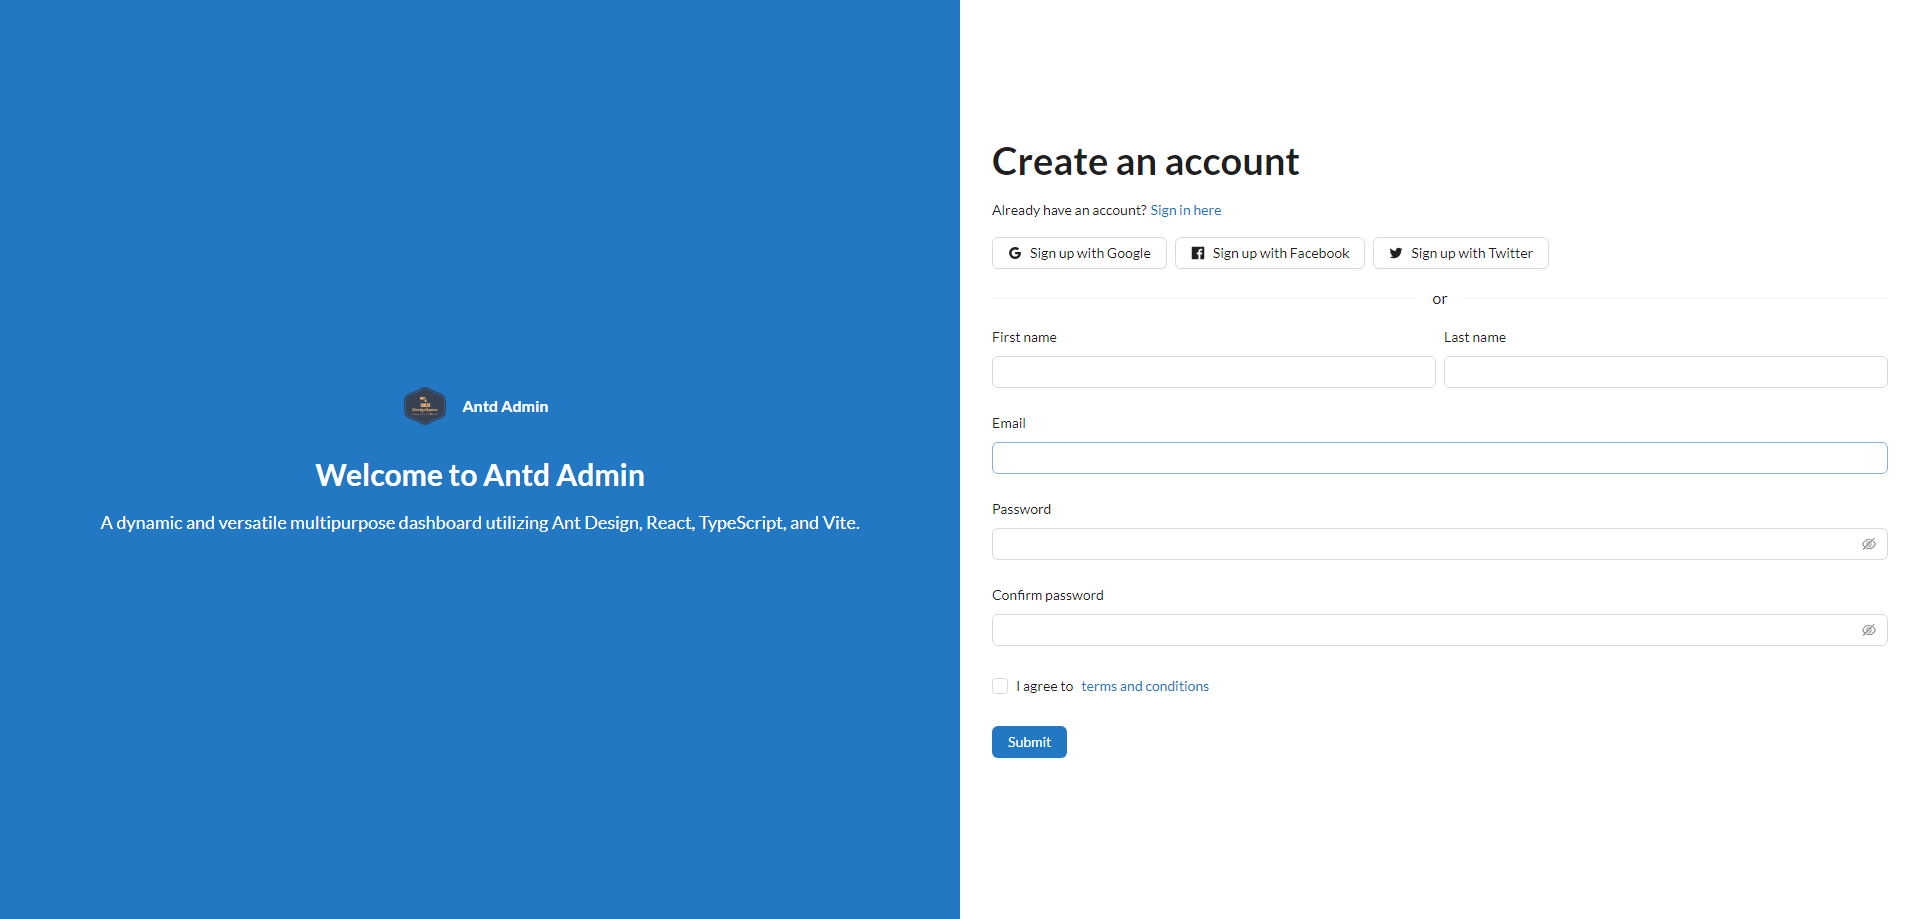 Antd Admin
Welcome to Antd Admin
A dynamic and versatile multipurpose dashboard utilizing Ant Design, React, TypeScript, and Vite.
Create an account
Already have an account? Sign in here
Sign up with Google
Sign up with Facebook
Sign up with Twitter
or
First name
Last name
Email
Password
Confirm password
I agree to terms and conditions
Submit